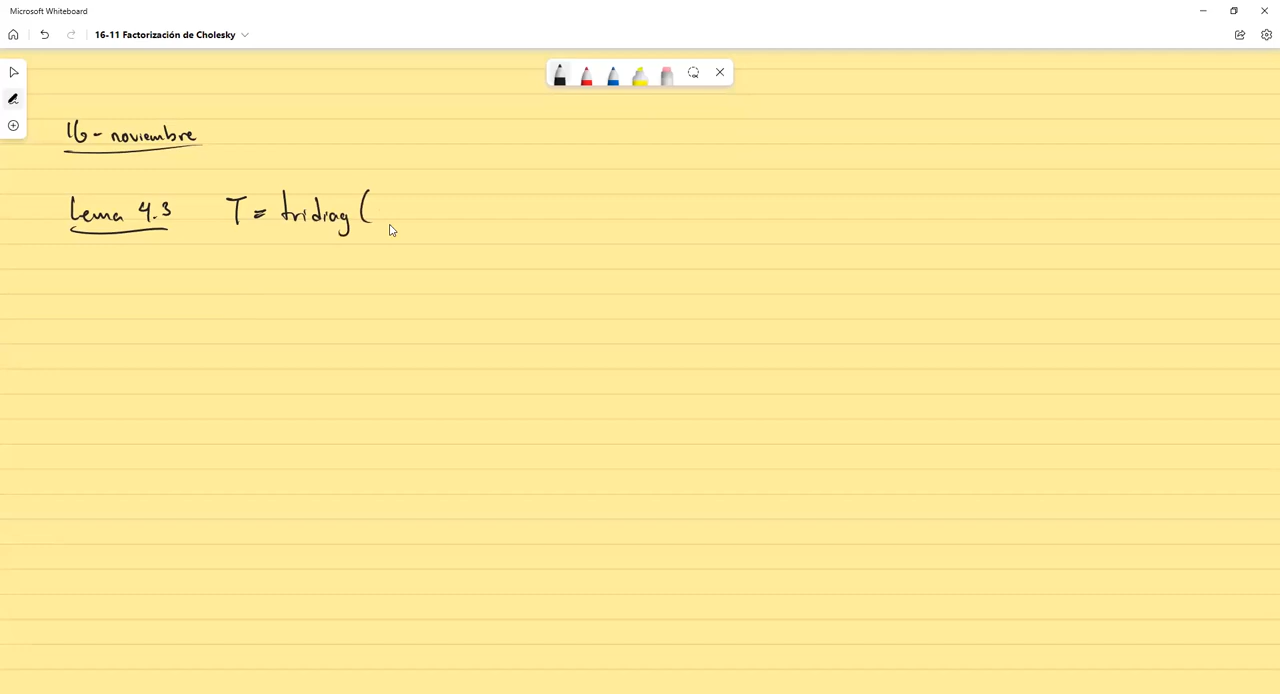 Microsoft Whiteboard
16-11 Factorización de Cholesky
16 - noviembre
Lema 4.3 T = tridiag (